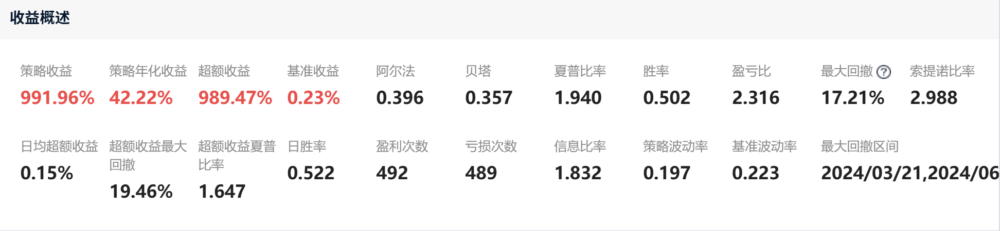 收益概述
策略收益 策略年化收益 超额收益 基准收益 阿尔法 贝塔 夏普比率 胜率 盈亏比 最大回撤 ? 索提诺比率
991.96% 42.22% 989.47% 0.23% 0.396 0.357 1.940 0.502 2.316 17.21% 2.988
日均超额收益 超额收益最大回撤 超额收益夏普比率 日胜率 盈利次数 亏损次数 信息比率 策略波动率 基准波动率 最大回撤区间
0.15% 19.46% 1.647 0.522 492 489 1.832 0.197 0.223 2024/03/21,2024/06